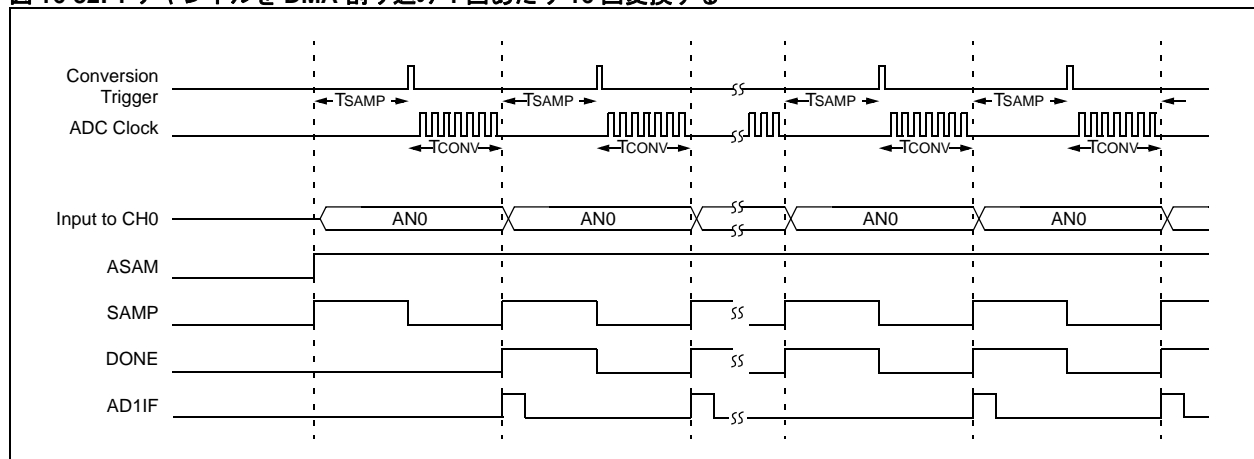 Conversion
Trigger
TSAMP TSAMP TSAMP TSAMP
ADC Clock
TCONV TCONV TCONV TCONV
Input to CH0 AN0 AN0 AN0 AN0
ASAM
SAMP
DONE
AD1IF